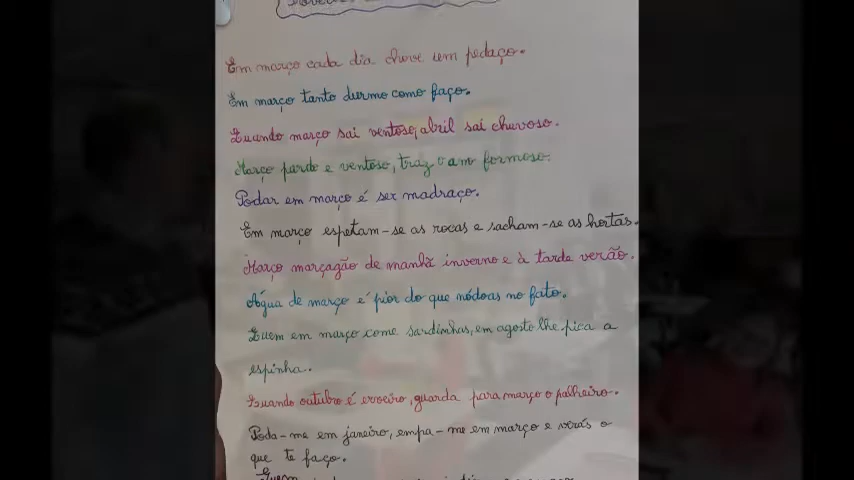 Em março cada dia chove um pedaço.
Em março tanto durmo como faço.
Quando março sai ventoso, abril sai chuvoso.
Março pardo e ventoso, traz o ano formoso.
Podar em março é ser madraço.
Em março espetam-se as rocas e sacham-se as hortas.
Março marçagão de manhã inverno e à tarde verão.
Água de março é pior do que nódoas no fato.
Quem em março come sardinhas, em agosto lhe pica a
espinha.
Quando outubro é erveiro, guarda para março o palheiro.
Poda-me em janeiro, empa-me em março e verás o
que te faço.
Quem